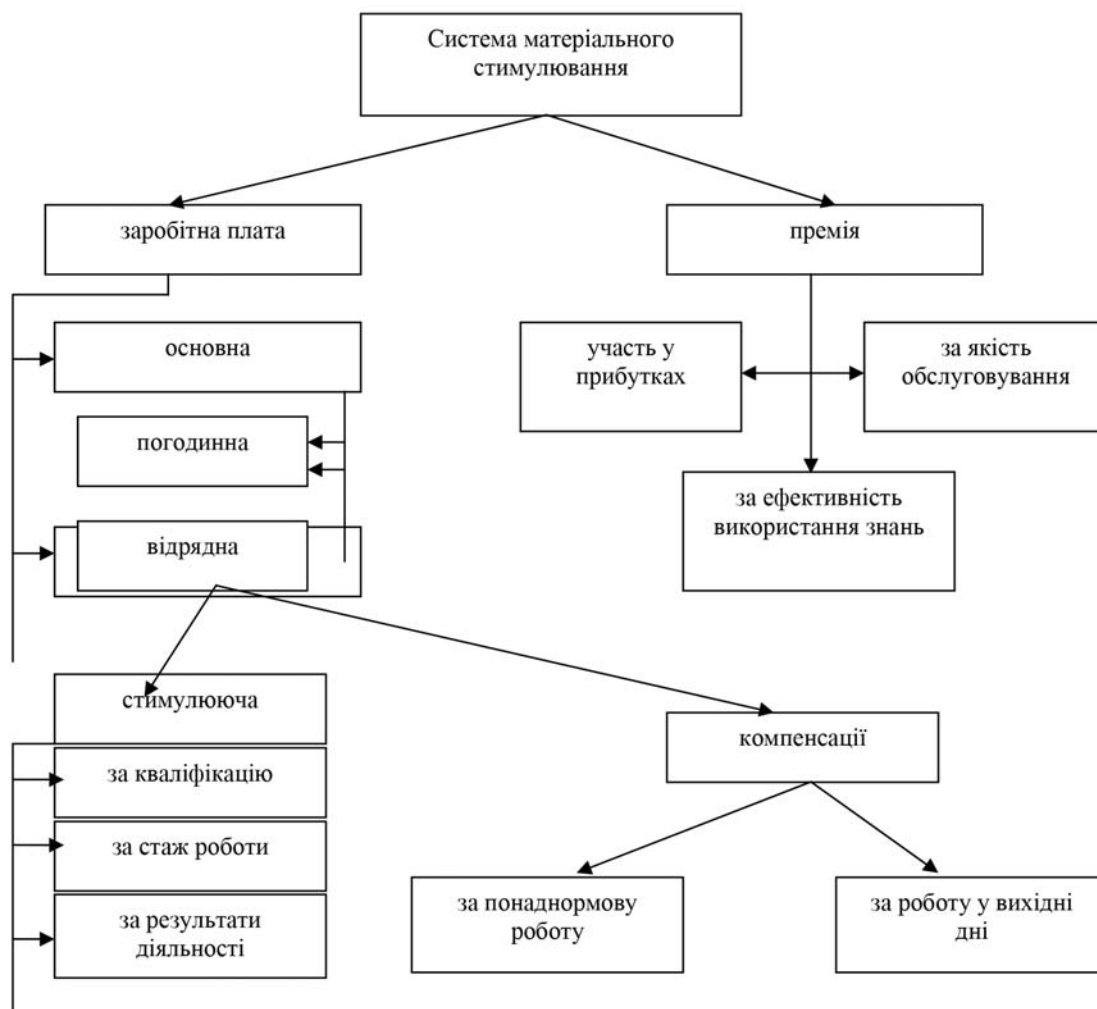 Система матеріального
стимулювання
заробітна плата
премія
основна
участь у
прибутках
за якість
обслуговування
погодинна
за ефективність
використання знань
відрядна
стимулююча
компенсації
за кваліфікацію
за стаж роботи
за понаднормову
роботу
за роботу у вихідні
дні
за результати
діяльності